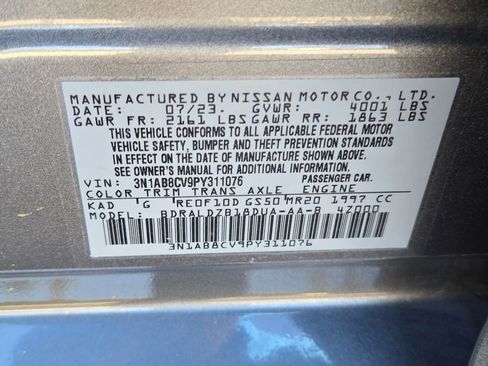 MANUFACTURED BY NISSAN MOTOR CO., LTD.
DATE: 07/23. GVWR: 4001 LBS
GAWR FR: 2161 LBS GAWR RR: 1863 LBS
THIS VEHICLE CONFORMS TO ALL APPLICABLE FEDERAL MOTOR
VEHICLE SAFETY, BUMPER AND THEFT PREVENTION STANDARDS
IN EFFECT ON THE DATE OF MANUFACTURE SHOWN ABOVE.
SEE OWNER'S MANUAL FOR ADDITIONAL INFORMATION.
VIN: 3N1AB8CV9PY311076 PASSENGER CAR.
COLOR TRIM TRANS AXLE ENGINE
KAD 'G RE0F10D GS50 MR20 1997 CC
MODEL: BDRALDZB18DUA-AA-B 4Z000
3N1AB8CV9PY311076